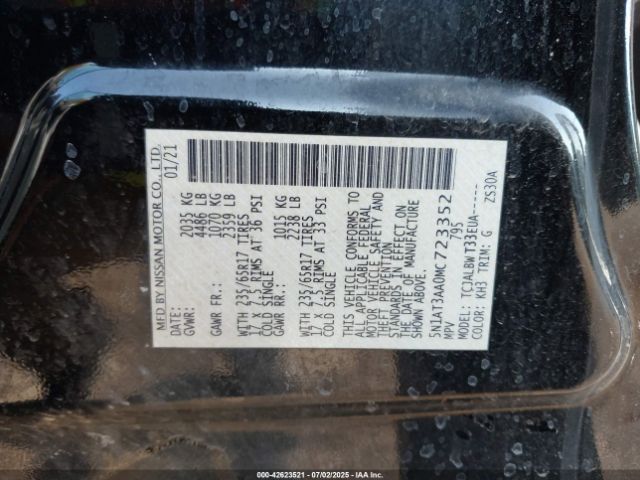 MFD BY NISSAN MOTOR CO., LTD.
DATE: 01/21
GVWR: 2035 KG
4486 LB
GAWR FR.: 1070 KG
2359 LB
WITH 235/65R17 TIRES
17 X 7.5 RIMS AT 36 PSI
COLD SINGLE
GAWR RR.: 1015 KG
2238 LB
WITH 235/65R17 TIRES
17 X 7.5 RIMS AT 33 PSI
COLD SINGLE
THIS VEHICLE CONFORMS TO
ALL APPLICABLE FEDERAL
MOTOR VEHICLE SAFETY AND
THEFT PREVENTION
STANDARDS IN EFFECT ON
THE DATE OF MANUFACTURE
SHOWN ABOVE.
5N1AT3AA0MC723352
MPV 795
MODEL: TCJALBW T33EUA-----
COLOR: KH3 TRIM: G ZS30A
000-42623521 07/02/2025 IAAI.com